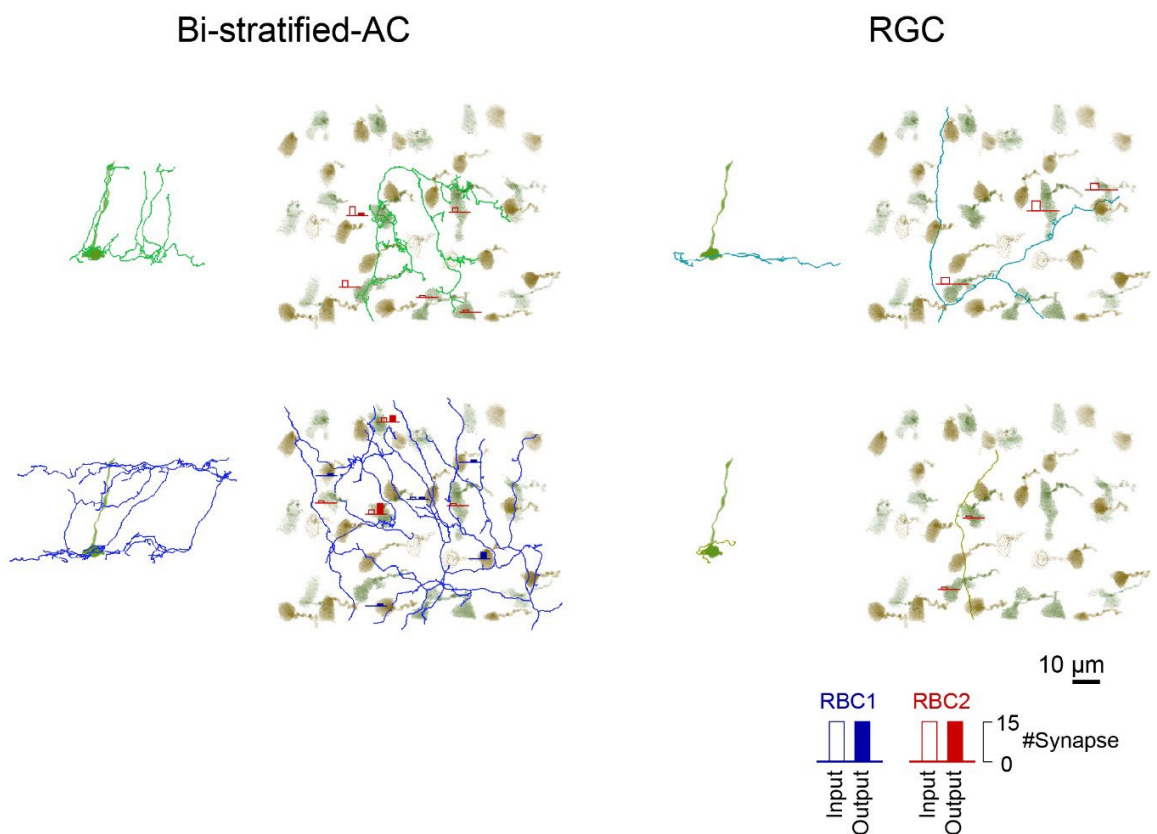 Bi-stratified-AC
RGC
10 µm
RBC1
RBC2
15
0
#Synapse
Input
Output
Input
Output